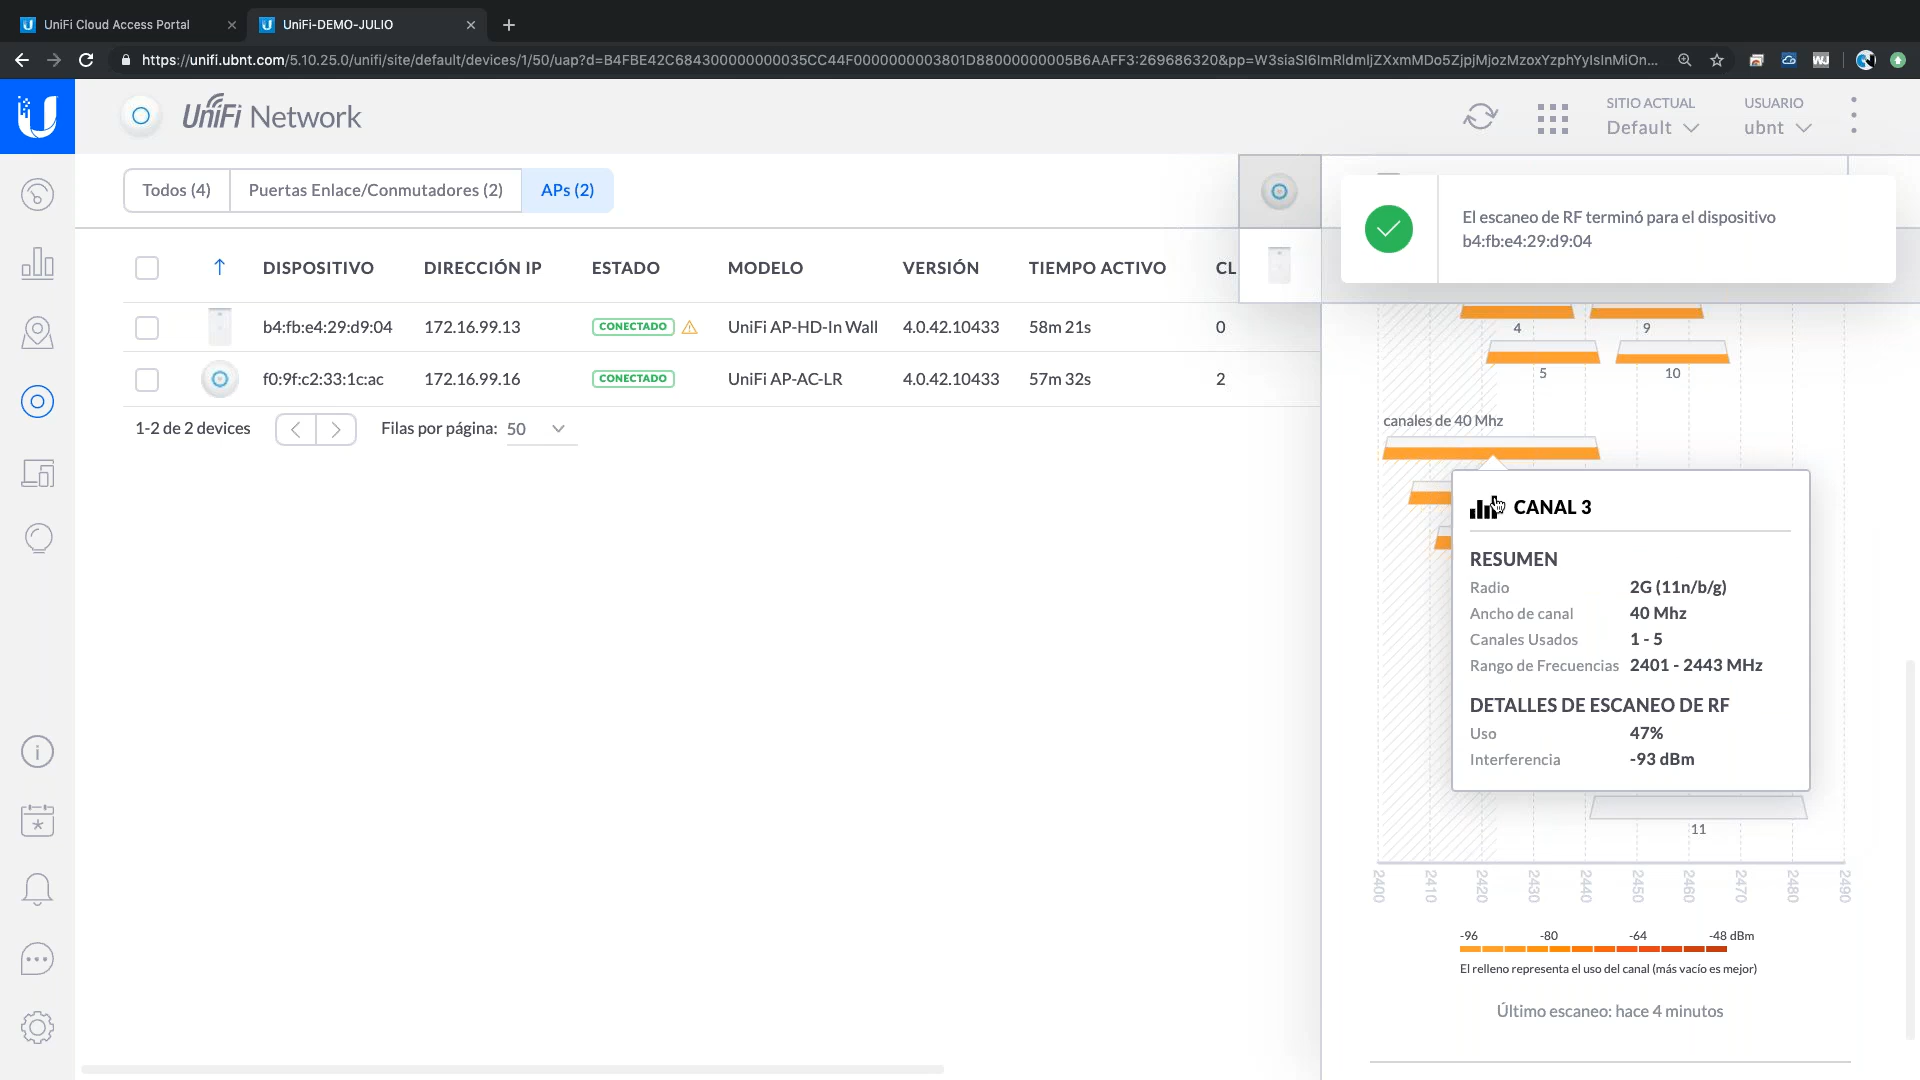 UniFi Cloud Access Portal
UniFi-DEMO-JULIO
https://unifi.ubnt.com/5.10.25.0/unifi/site/default/devices/1/50/uap?d=B4FBE42C684300000000035CC44F0000000003801D88000000005B6AAFF3:269686320&pp=W3siaSI6ImRldmljZXxmMDo5ZjpjMjozMzoxYzphYyIsInMiOn...
UniFi Network
SITIO ACTUAL
Default
USUARIO
ubnt
Todos (4)
Puertas Enlace/Conmutadores (2)
APs (2)
El escaneo de RF terminó para el dispositivo
b4:fb:e4:29:d9:04
DISPOSITIVO DIRECCIÓN IP ESTADO MODELO VERSIÓN TIEMPO ACTIVO CL
b4:fb:e4:29:d9:04 172.16.99.13 CONECTADO UniFi AP-HD-In Wall 4.0.42.10433 58m 21s 0
f0:9f:c2:33:1c:ac 172.16.99.16 CONECTADO UniFi AP-AC-LR 4.0.42.10433 57m 32s 2
1-2 de 2 devices
Filas por página: 50
4 9
5 10
canales de 40 Mhz
CANAL 3
RESUMEN
Radio 2G (11n/b/g)
Ancho de canal 40 Mhz
Canales Usados 1 - 5
Rango de Frecuencias 2401 - 2443 MHz
DETALLES DE ESCANEO DE RF
Uso 47%
Interferencia -93 dBm
11
2400 2410 2420 2430 2440 2450 2460 2470 2480 2490
-96 -80 -64 -48 dBm
El relleno representa el uso del canal (más vacío es mejor)
Último escaneo: hace 4 minutos